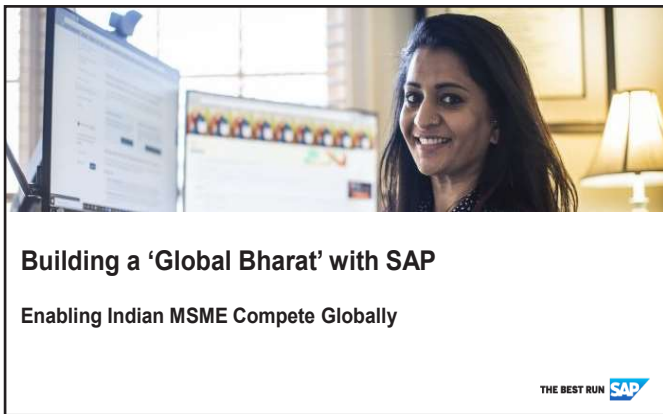 Building a ‘Global Bharat’ with SAP
Enabling Indian MSME Compete Globally
THE BEST RUN SAP